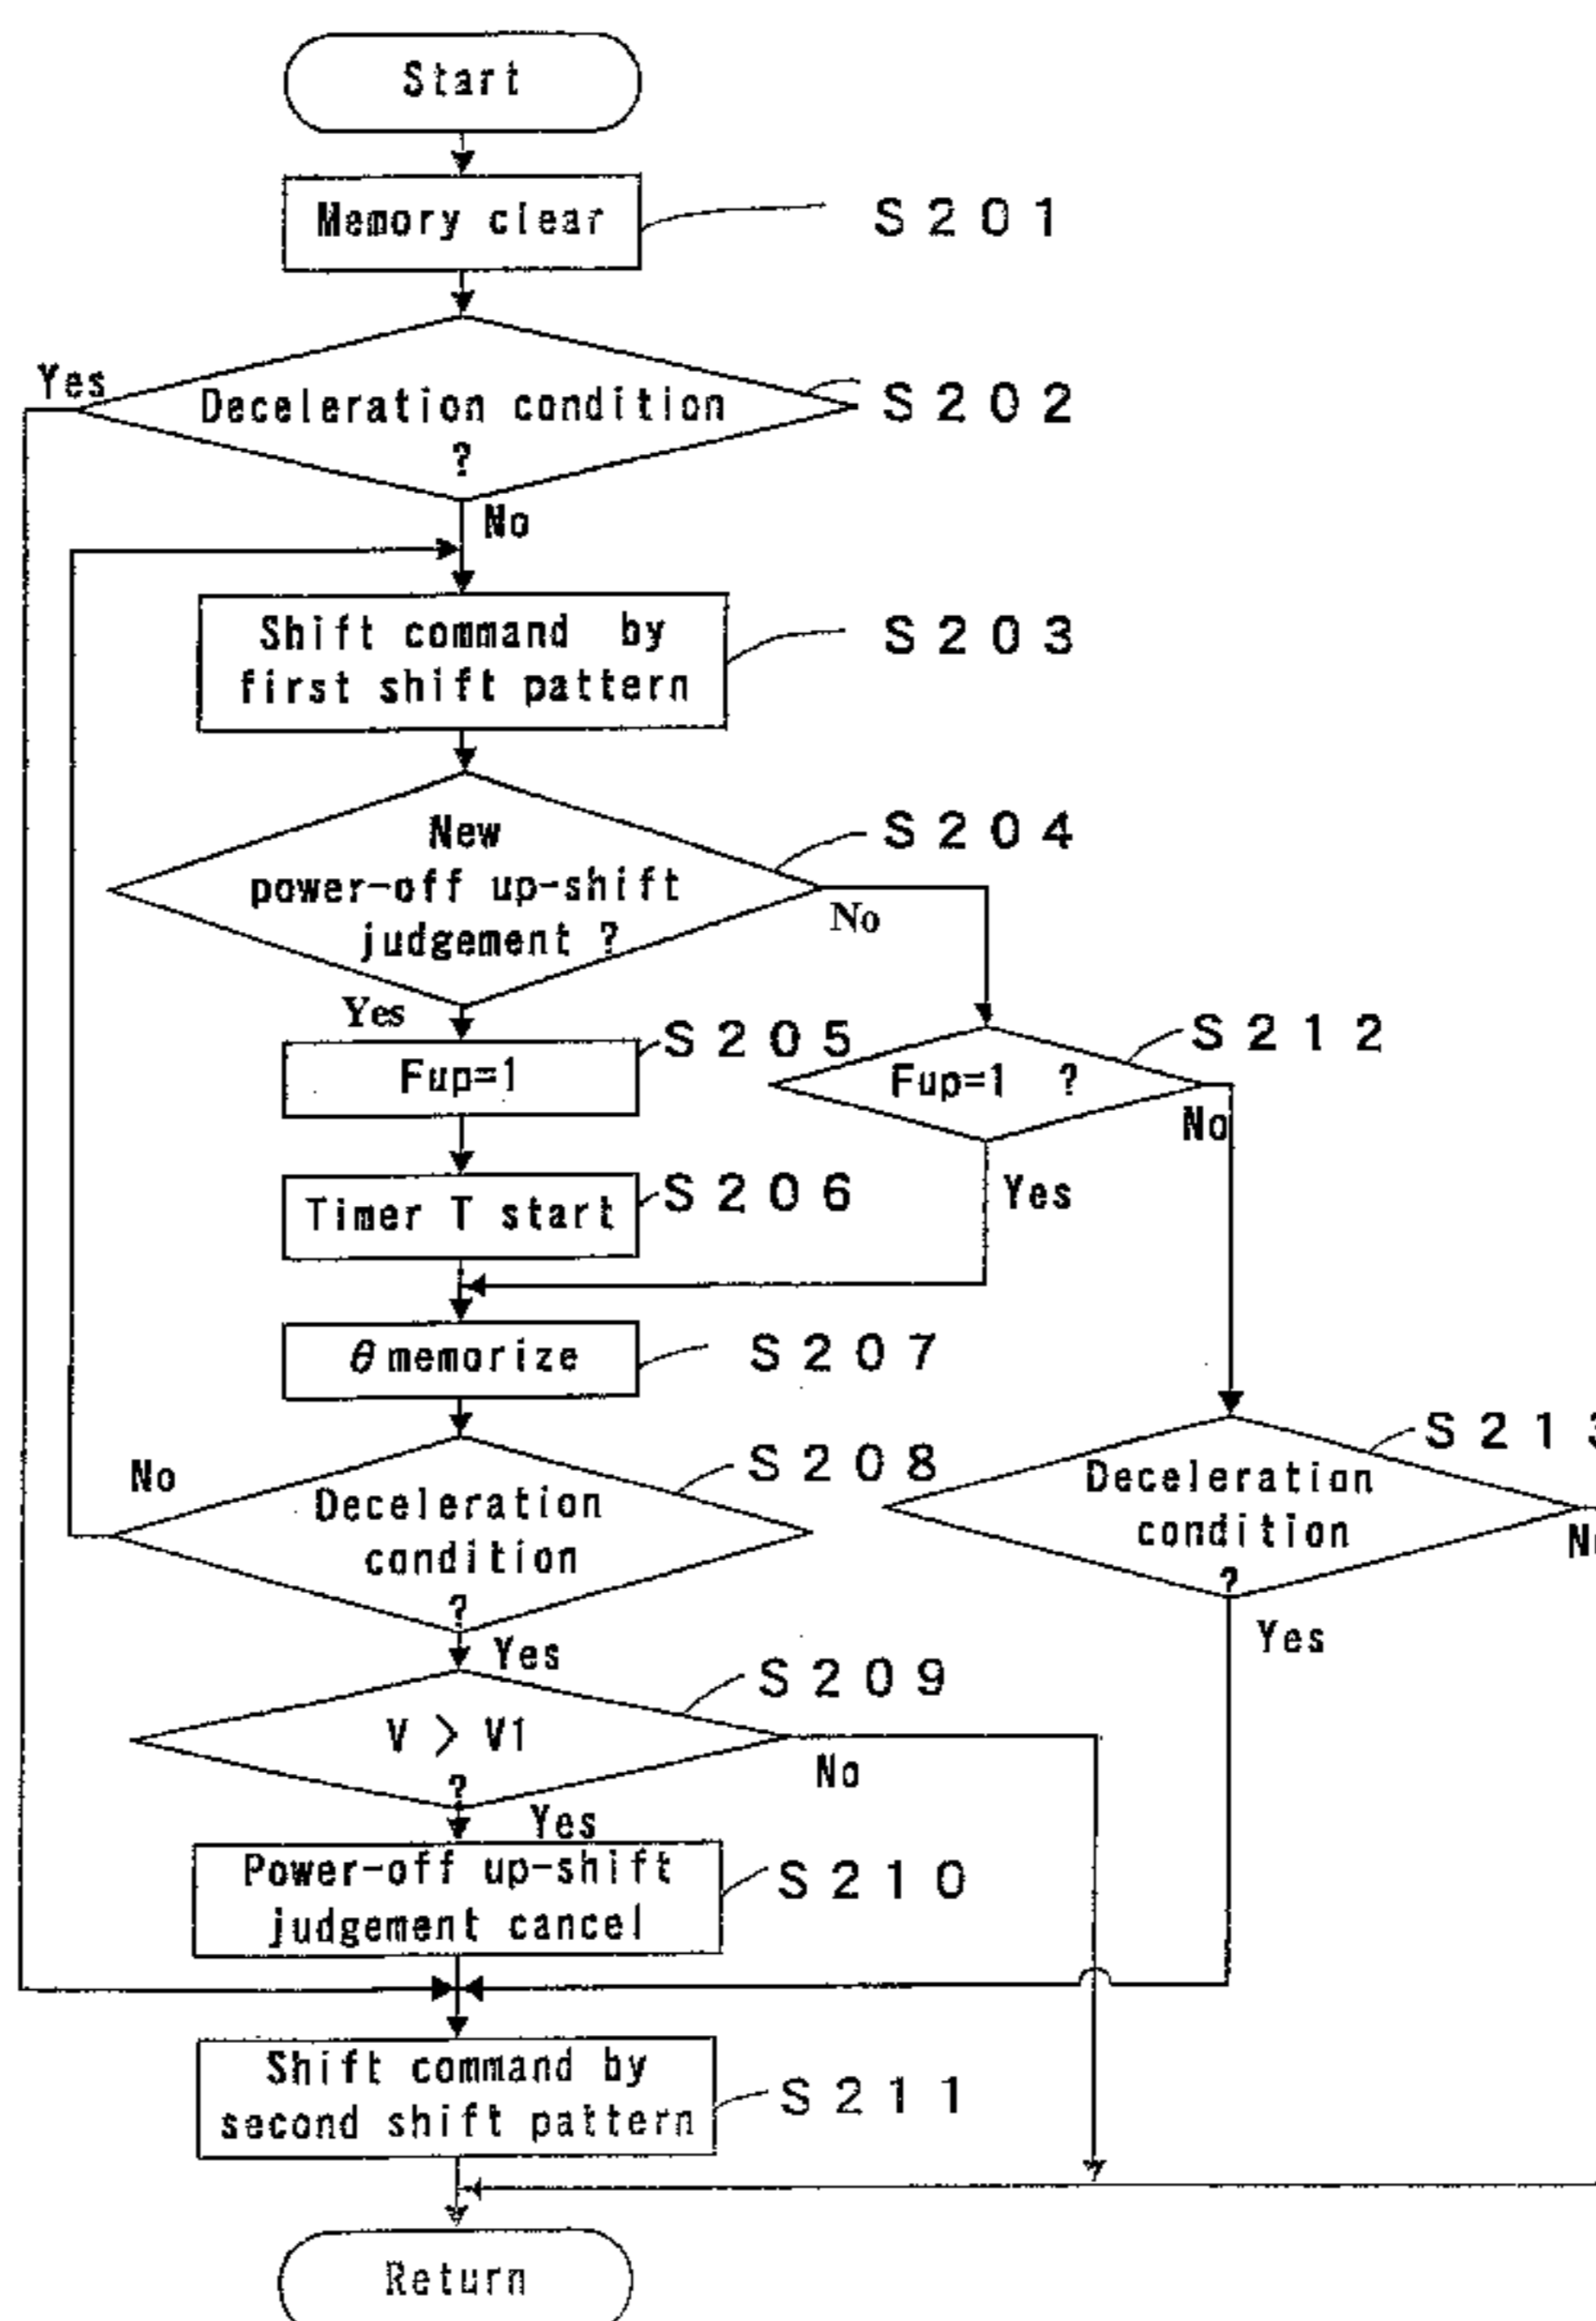 Start
Memory clear
S201
Yes
Deceleration condition
?
S202
No
Shift command by
first shift pattern
S203
New
power-off up-shift
judgement ?
S204
No
Yes
Fup=1
S205
Fup=1 ?
S212
No
Yes
Timer T start
S206
θ memorize
S207
No
Deceleration
condition
?
S208
Yes
Deceleration
condition
?
S213
No
Yes
V > V1
?
S209
No
Yes
Power-off up-shift
judgement cancel
S210
Shift command by
second shift pattern
S211
Return